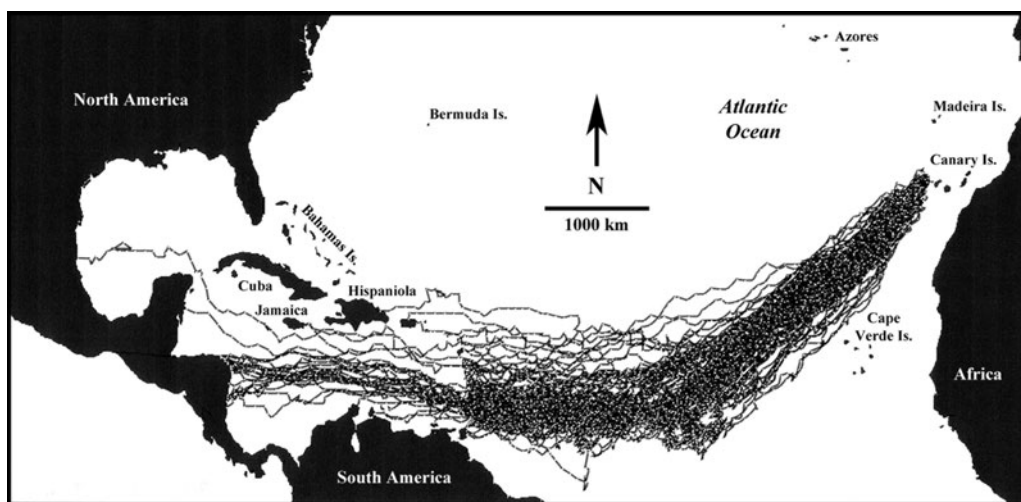 Azores
North America
Atlantic
Ocean
Bermuda Is.
Madeira Is.
Canary Is.
N
1000 km
Bahamas Is.
Cuba
Hispaniola
Jamaica
Cape
Verde Is.
Africa
South America